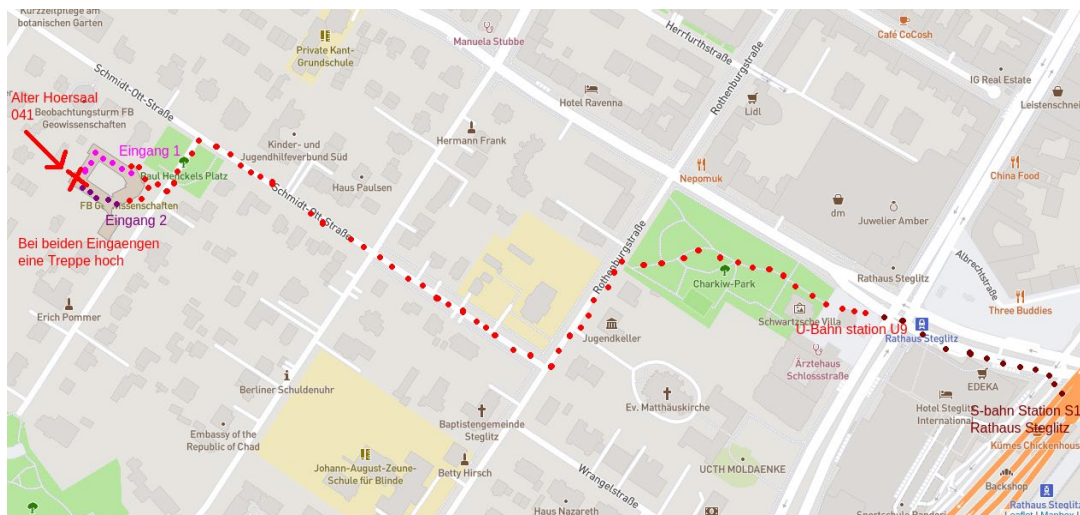 Kurzzeitpflege am
botanischen Garten
Private Kant-
Grundschule
Manuela Stubbe
Herrfurthstraße
Café CoCosh
IG Real Estate
Schmidt-Ott-Straße
Rothenburgstraße
Hotel Ravenna
Lidl
Leistenschnei
Alter Hoersaal
041
Beobachtungsturm FB
Geowissenschaften
Hermann Frank
Kinder- und
Jugendhilfeverbund Süd
Eingang 1
Paul Henckels Platz
Haus Paulsen
Nepomuk
China Food
dm
Juwelier Amber
FB Geowissenschaften
Eingang 2
Schmidt-Ott-Straße
Bei beiden Eingaengen
eine Treppe hoch
Rothenburgstraße
Charkiw-Park
Rathaus Steglitz
Albrechtstraße
Three Buddies
Erich Pommer
Schwartzsche Villa
U-Bahn station U9
Rathaus Steglitz
Jugendkeller
Ärztehaus
Schlossstraße
EDEKA
Berliner Schuldenuhr
Ev. Matthäuskirche
Hotel Steglitz
International
S-bahn Station S1
Rathaus Steglitz
Baptistengemeinde
Steglitz
Embassy of the
Republic of Chad
Kümes Chickenhouse
Johann-August-Zeune-
Schule für Blinde
Betty Hirsch
Wrangelstraße
UCTH MOLDAENKE
Backshop
Haus Nazareth
Rathaus Steglitz
Leaflet | Mapbox